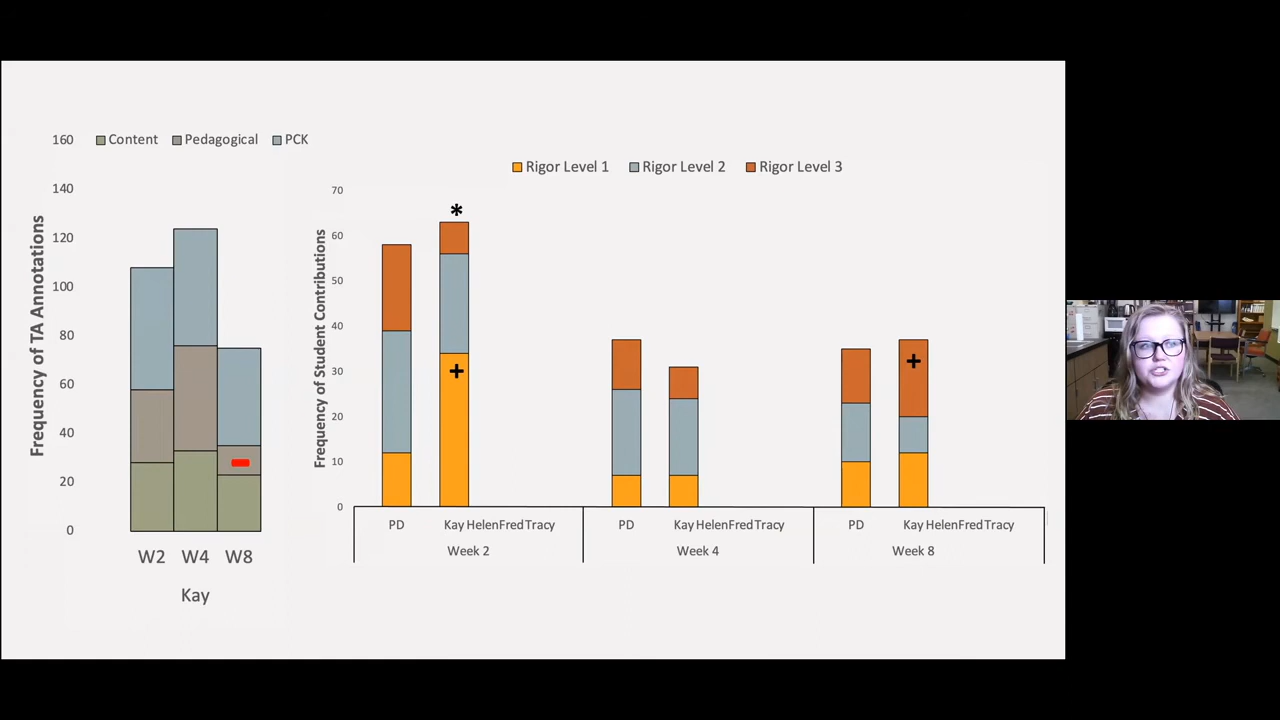 160
Content
Pedagogical
PCK
140
120
100
80
60
40
20
0
Frequency of TA Annotations
W2 W4 W8
Kay
Rigor Level 1
Rigor Level 2
Rigor Level 3
70
60
50
40
30
20
10
0
Frequency of Student Contributions
*
+
+
PD Kay Helen Fred Tracy
Week 2
PD Kay Helen Fred Tracy
Week 4
PD Kay Helen Fred Tracy
Week 8